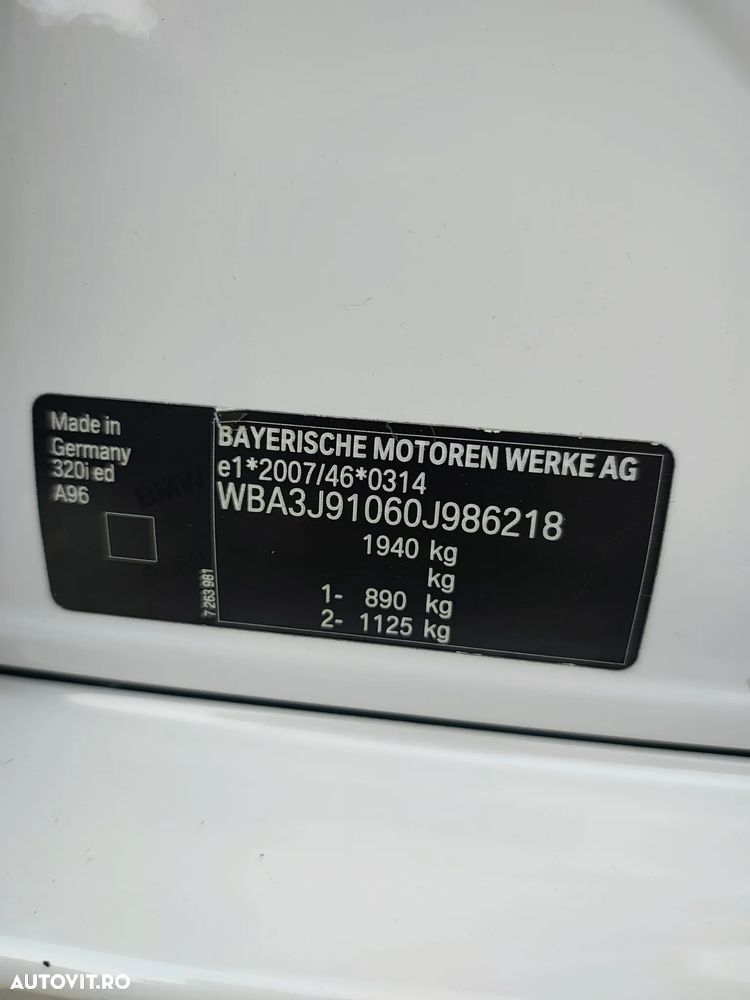 Made in
Germany
320i ed
A96
7 263 981
BAYERISCHE MOTOREN WERKE AG
e1*2007/46*0314
WBA3J91060J986218
1940 kg
kg
1- 890 kg
2- 1125 kg
BMW
AUTOVIT.RO